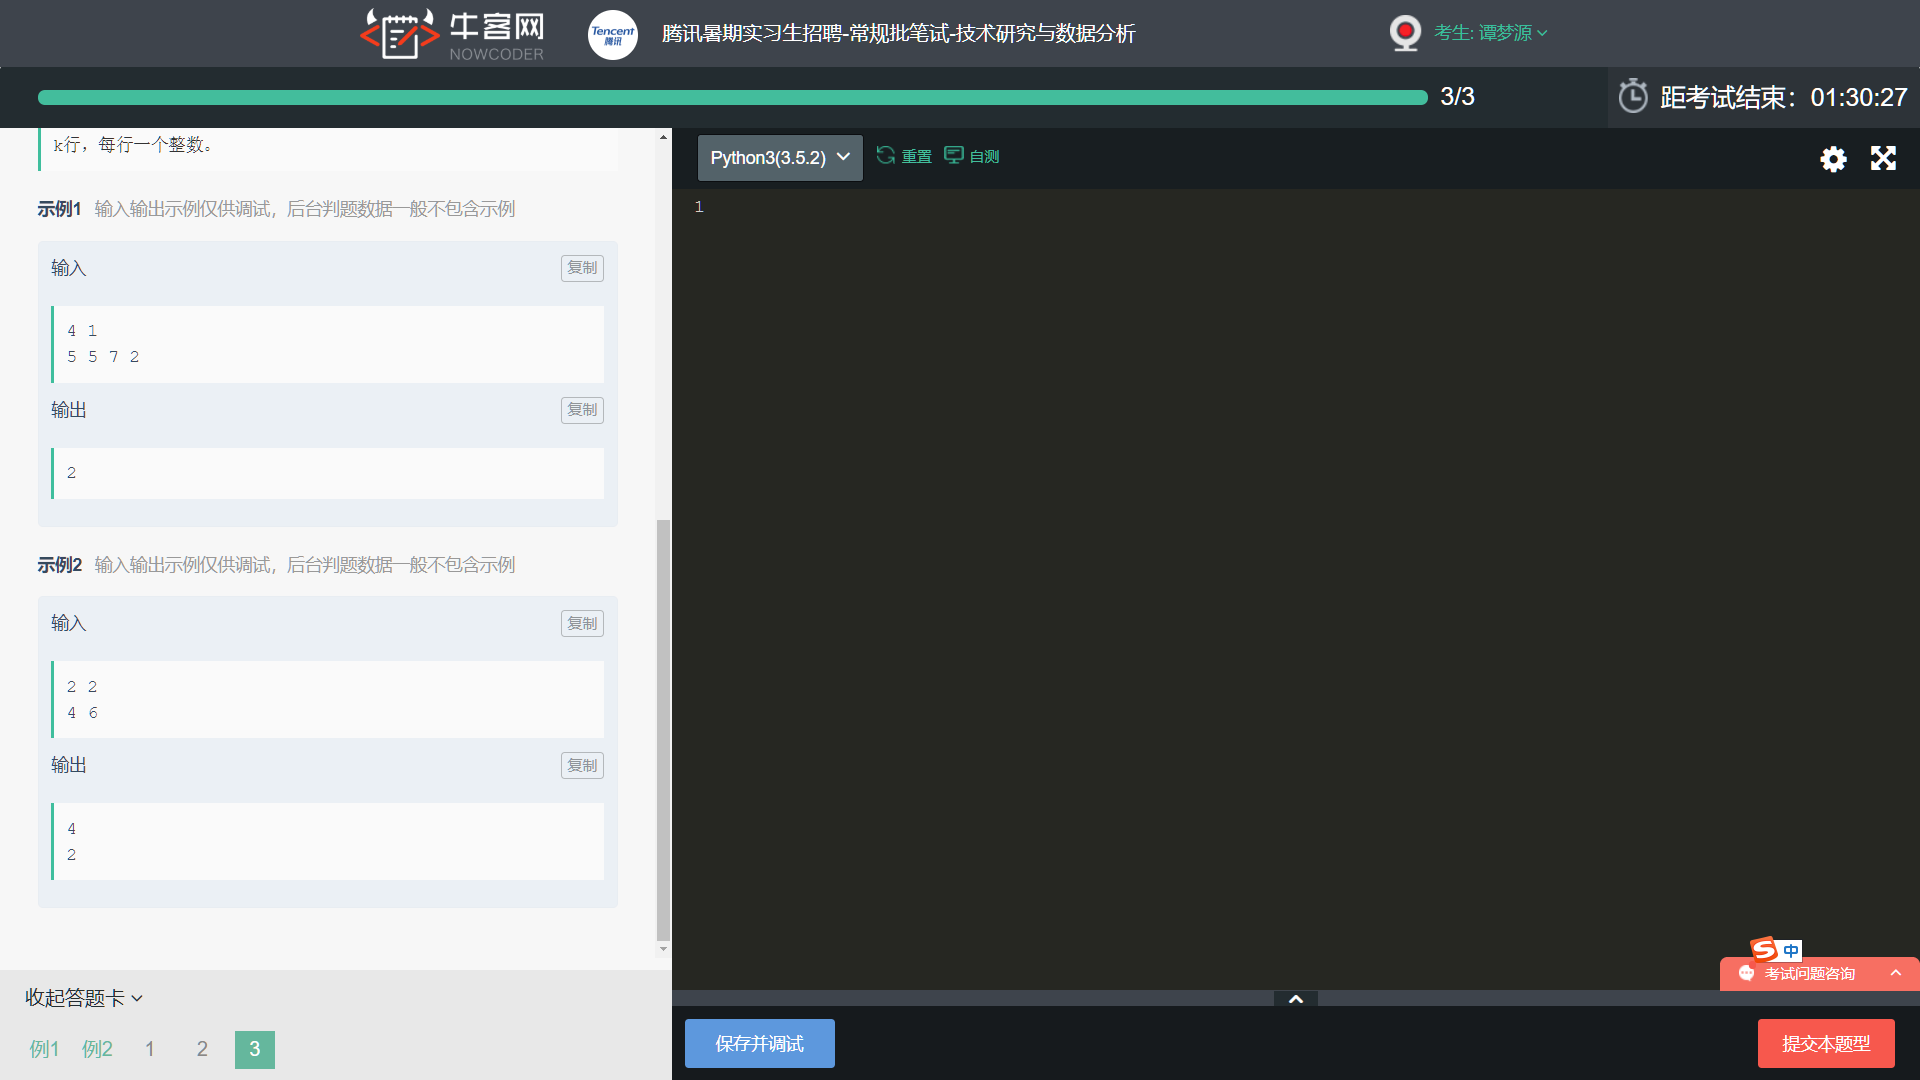 牛客网
NOWCODER
Tencent
腾讯
腾讯暑期实习生招聘-常规批笔试-技术研究与数据分析
考生: 谭梦源
3/3
距考试结束：01:30:27
k行，每行一个整数。
示例1 输入输出示例仅供调试，后台判题数据一般不包含示例
输入
复制
4 1
5 5 7 2
输出
复制
2
示例2 输入输出示例仅供调试，后台判题数据一般不包含示例
输入
复制
2 2
4 6
输出
复制
4
2
收起答题卡
例1 例2 1 2 3
Python3(3.5.2) 重置 自测
1
S 中
考试问题咨询
保存并调试
提交本题型